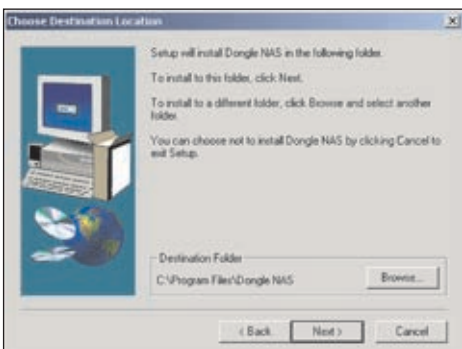 Choose Destination Location
Setup will install Dongle NAS in the following folder.
To install to this folder, click Next.
To install to a different folder, click Browse and select another
folder.
You can choose not to install Dongle NAS by clicking Cancel to
exit Setup.
Destination Folder
C:\Program Files\Dongle NAS
Browse...
< Back
Next >
Cancel